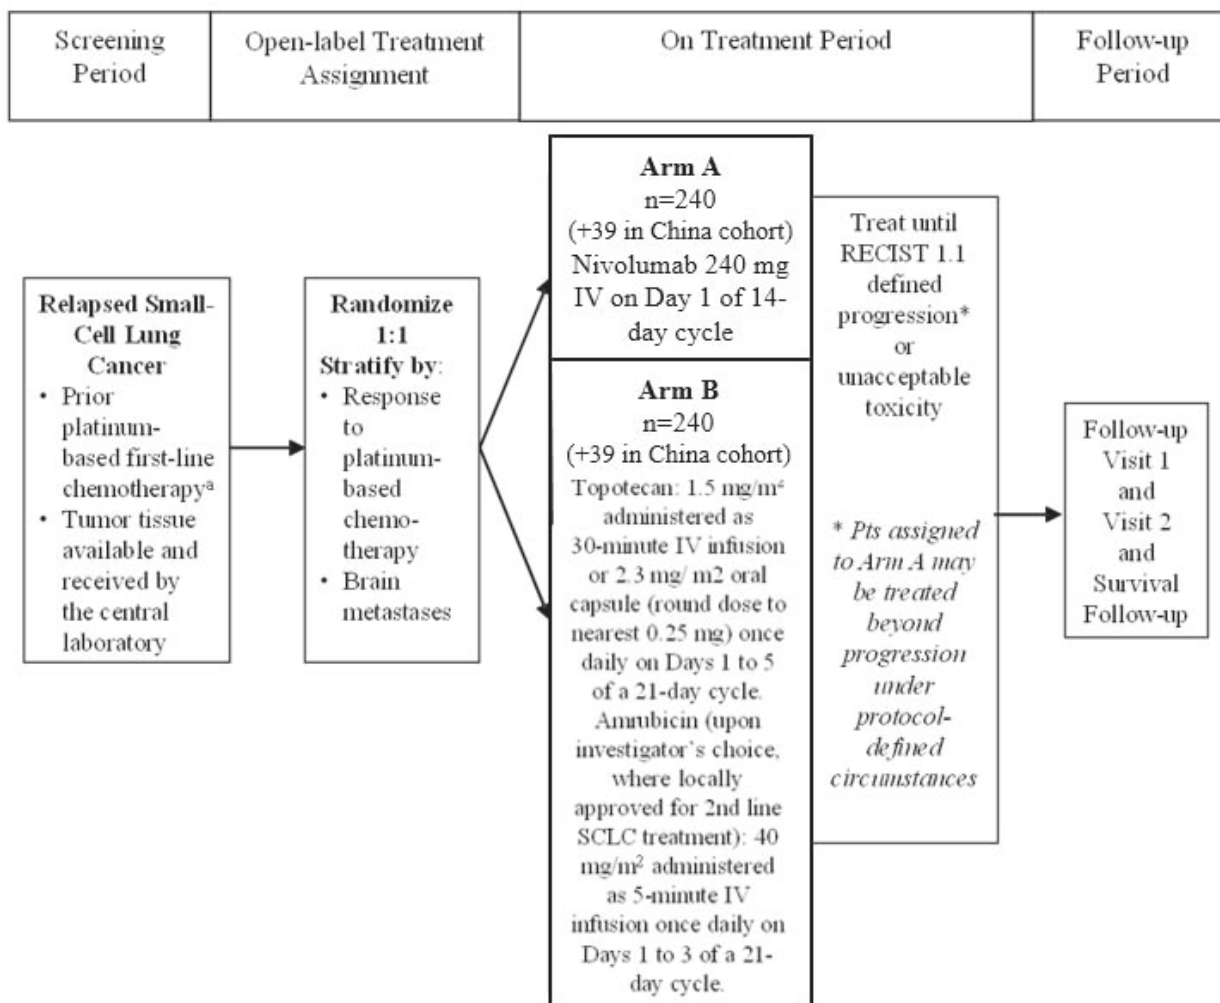 Screening
Period
Open-label Treatment
Assignment
On Treatment Period
Follow-up
Period
Relapsed Small-
Cell Lung
Cancer
• Prior
platinum-
based first-line
chemotherapyᵃ
• Tumor tissue
available and
received by
the central
laboratory
Randomize
1:1
Stratify by:
• Response
to
platinum-
based
chemo-
therapy
• Brain
metastases
Arm A
n=240
(+39 in China cohort)
Nivolumab 240 mg
IV on Day 1 of 14-
day cycle
Arm B
n=240
(+39 in China cohort)
Topotecan: 1.5 mg/m²
administered as
30-minute IV infusion
or 2.3 mg/ m2 oral
capsule (round dose to
nearest 0.25 mg) once
daily on Days 1 to 5
of a 21-day cycle.
Amrubicin (upon
investigator's choice,
where locally
approved for 2nd line
SCLC treatment): 40
mg/m² administered
as 5-minute IV
infusion once daily on
Days 1 to 3 of a 21-
day cycle.
Treat until
RECIST 1.1
defined
progression*
or
unacceptable
toxicity
* Pts assigned
to Arm A may
be treated
beyond
progression
under
protocol-
defined
circumstances
Follow-up
Visit 1
and
Visit 2
and
Survival
Follow-up